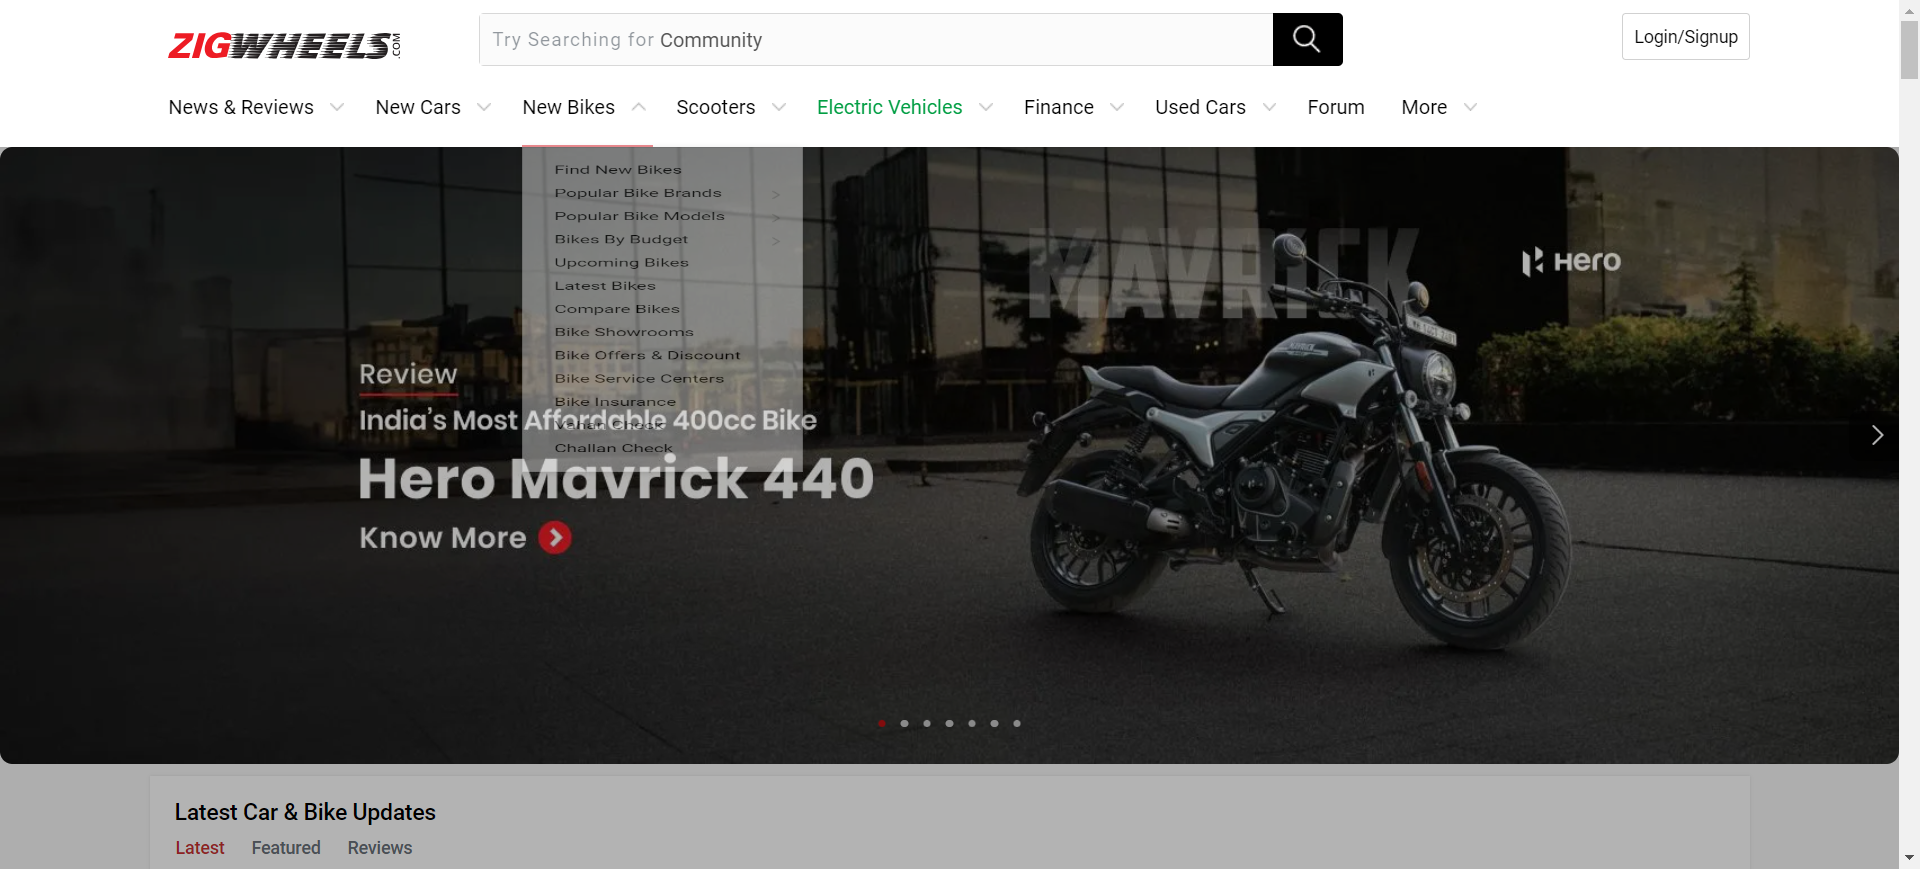 ZIGWHEELS.COM
Try Searching for Community
Login/Signup
News & Reviews
New Cars
New Bikes
Scooters
Electric Vehicles
Finance
Used Cars
Forum
More
Find New Bikes
Popular Bike Brands >
Popular Bike Models >
Bikes By Budget >
Upcoming Bikes
Latest Bikes
Compare Bikes
Bike Showrooms
Bike Offers & Discount
Bike Service Centers
Bike Insurance
Vahan Check
Challan Check
MAVRICK
Hero
Review
India's Most Affordable 400cc Bike
Hero Mavrick 440
Know More
Latest Car & Bike Updates
Latest
Featured
Reviews